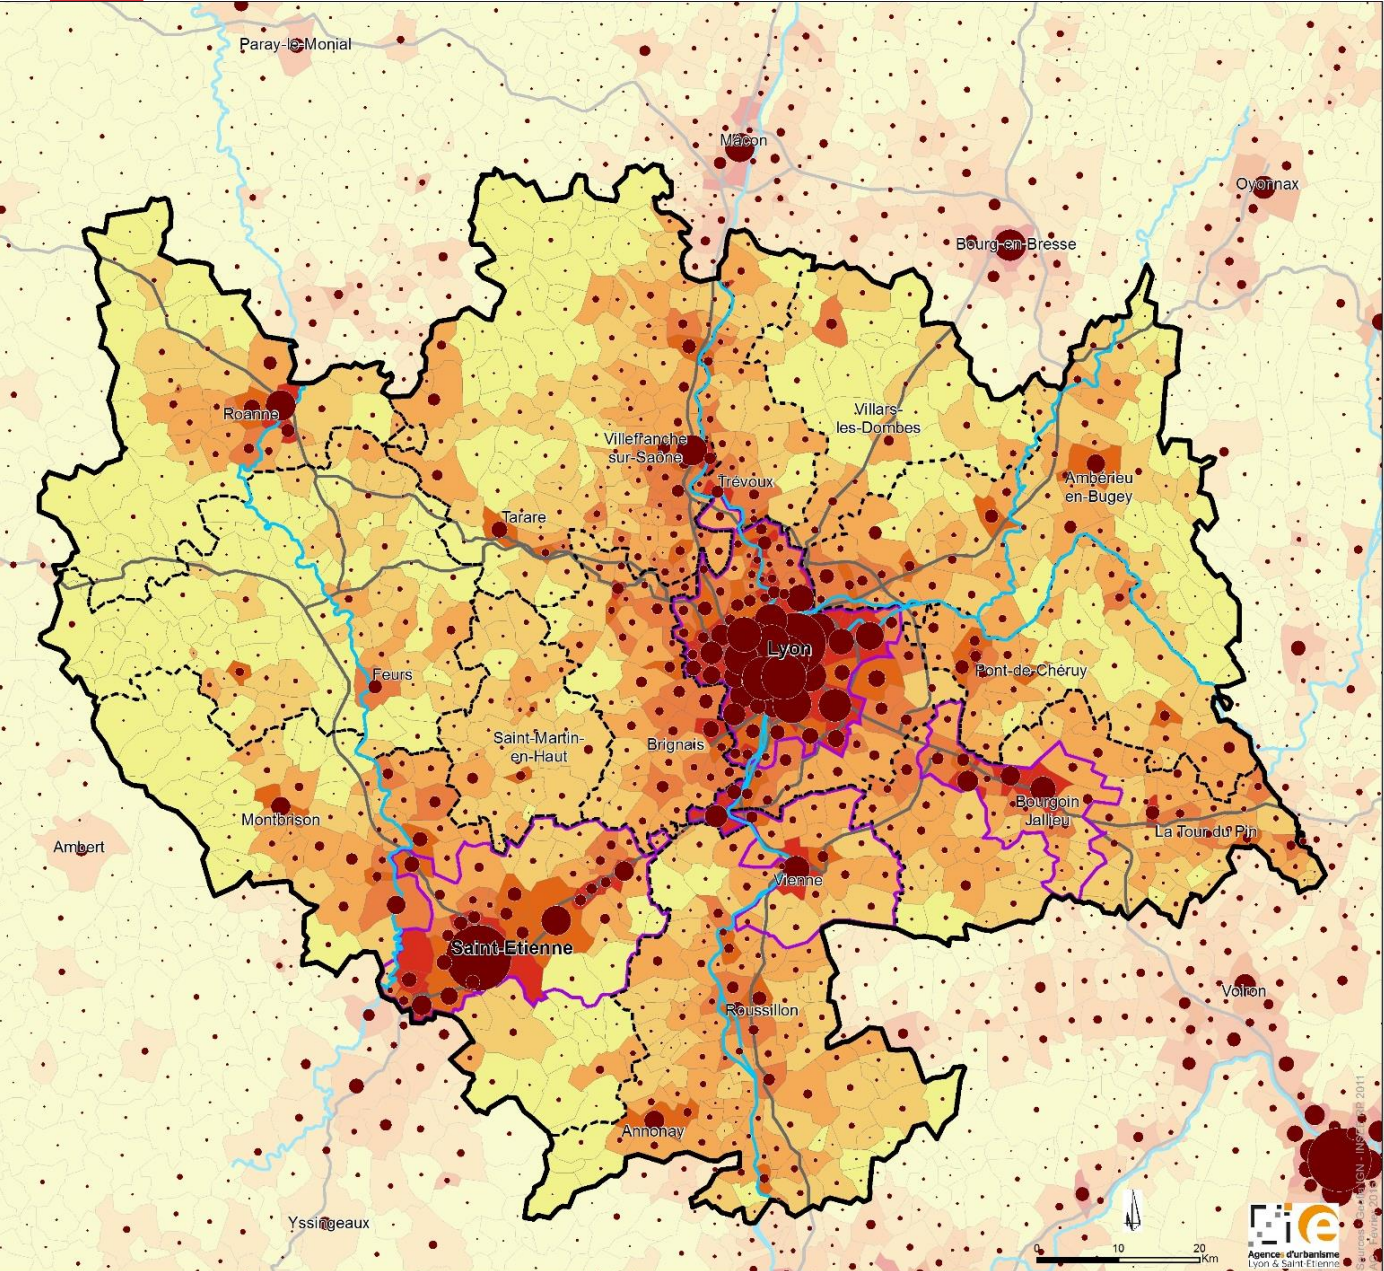 Paray-le-Monial
Mâcon
Oyonnax
Bourg-en-Bresse
Roanne
Villars-
les-Dombes
Villefranche
sur-Saône
Trévoux
Ambérieu
en-Bugey
Tarare
Lyon
Pont-de-Chéruy
Feurs
Saint-Martin-
en-Haut
Brignais
Bourgoin
Jallieu
Montbrison
La Tour du Pin
Ambert
Vienne
Saint-Etienne
Voiron
Roussillon
Annonay
Yssingeaux
0 10 20
Km
Agences d'urbanisme
Lyon & Saint-Etienne